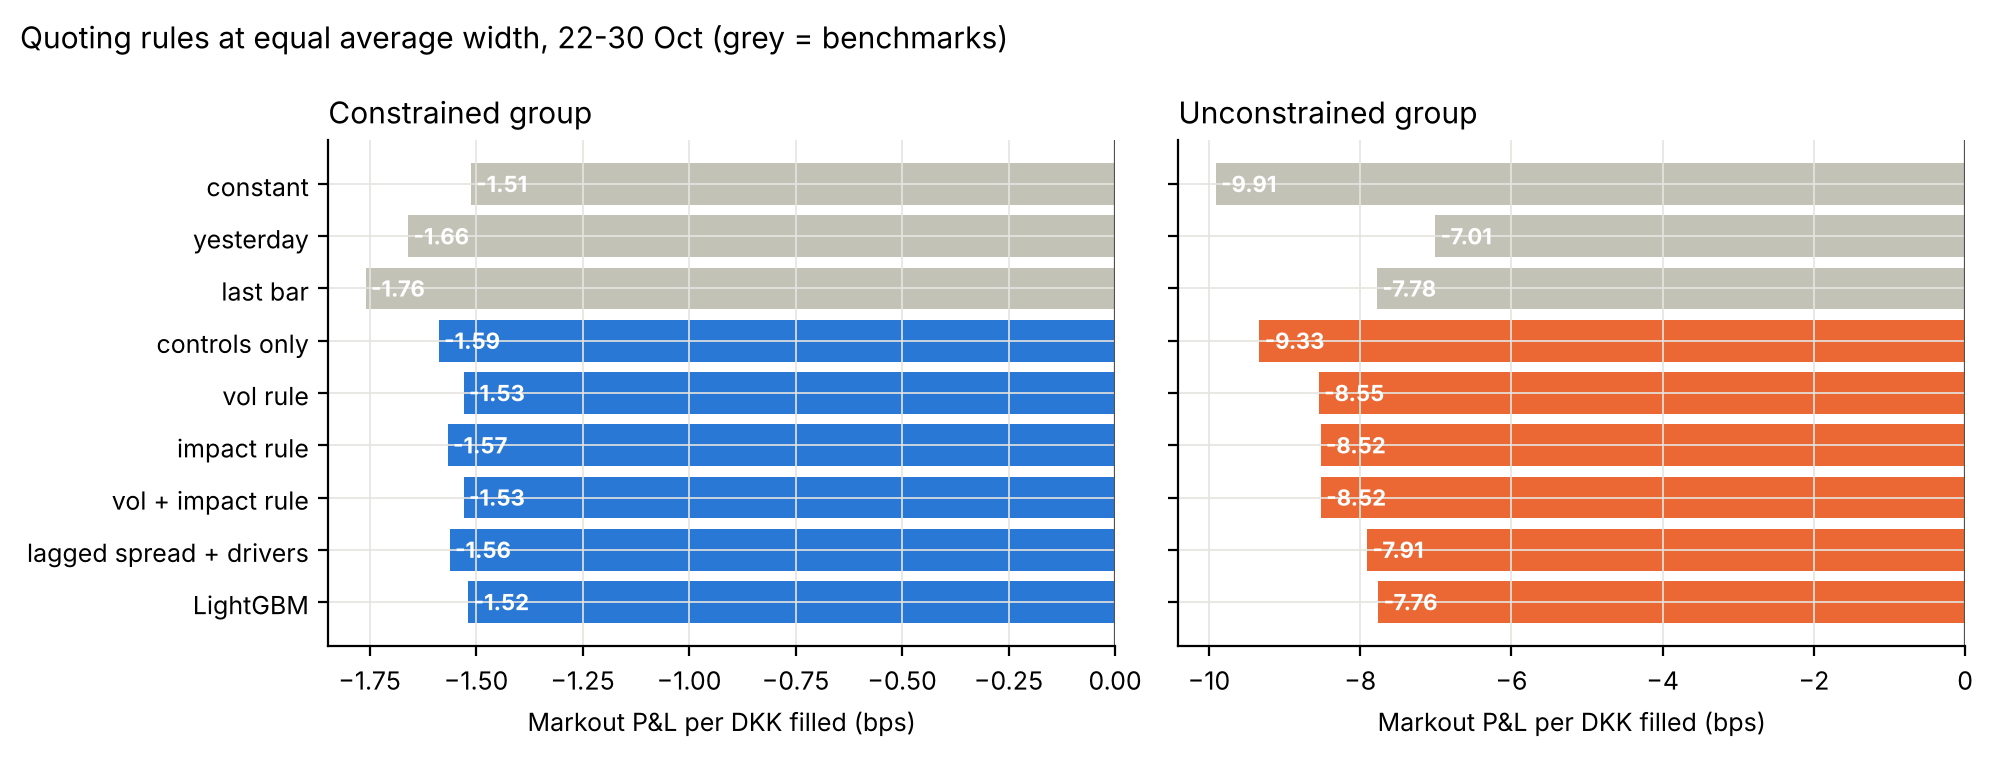 Quoting rules at equal average width, 22-30 Oct (grey = benchmarks)
Constrained group
constant
yesterday
last bar
controls only
vol rule
impact rule
vol + impact rule
lagged spread + drivers
LightGBM
-1.51
-1.66
-1.76
-1.59
-1.53
-1.57
-1.53
-1.56
-1.52
−1.75 −1.50 −1.25 −1.00 −0.75 −0.50 −0.25 0.00
Markout P&L per DKK filled (bps)
Unconstrained group
-9.91
-7.01
-7.78
-9.33
-8.55
-8.52
-8.52
-7.91
-7.76
−10 −8 −6 −4 −2 0
Markout P&L per DKK filled (bps)